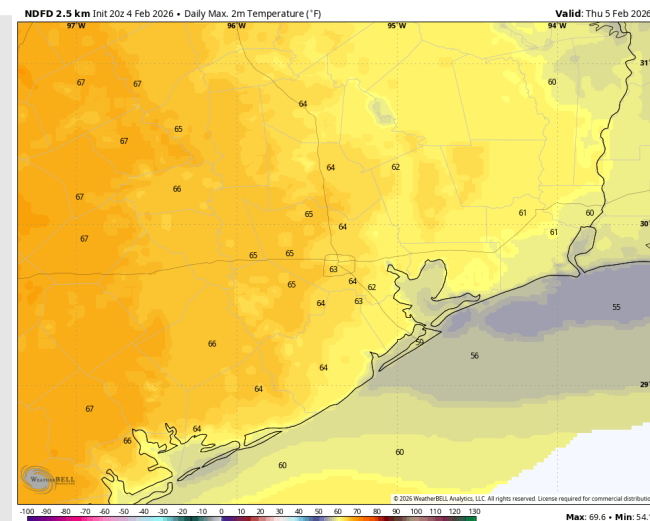 NDFD 2.5 km Init 20z 4 Feb 2026 • Daily Max. 2m Temperature (°F) Valid: Thu 5 Feb 2026
97°W 96°W 95°W 94°W
31°
67 67 60
64
65
67
64 62
66
67
65 61 60
30°
64 61
67
65 65
63
65 64 62
64 63 55
66 59
56
64
29°
64
67
64
66
60
60
WEATHERBELL
© 2026 WeatherBELL Analytics, LLC. All rights reserved. License required for commercial distributio
-100 -90 -80 -70 -60 -50 -40 -30 -20 -10 0 10 20 30 40 50 60 70 80 90 100 110 120 130
Max: 69.6 • Min: 54.